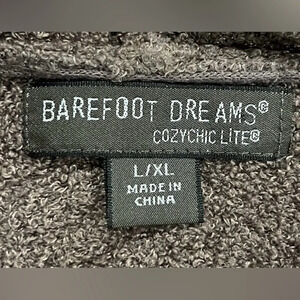 BAREFOOT DREAMS®
COZYCHIC LITE®
L/XL
MADE IN
CHINA